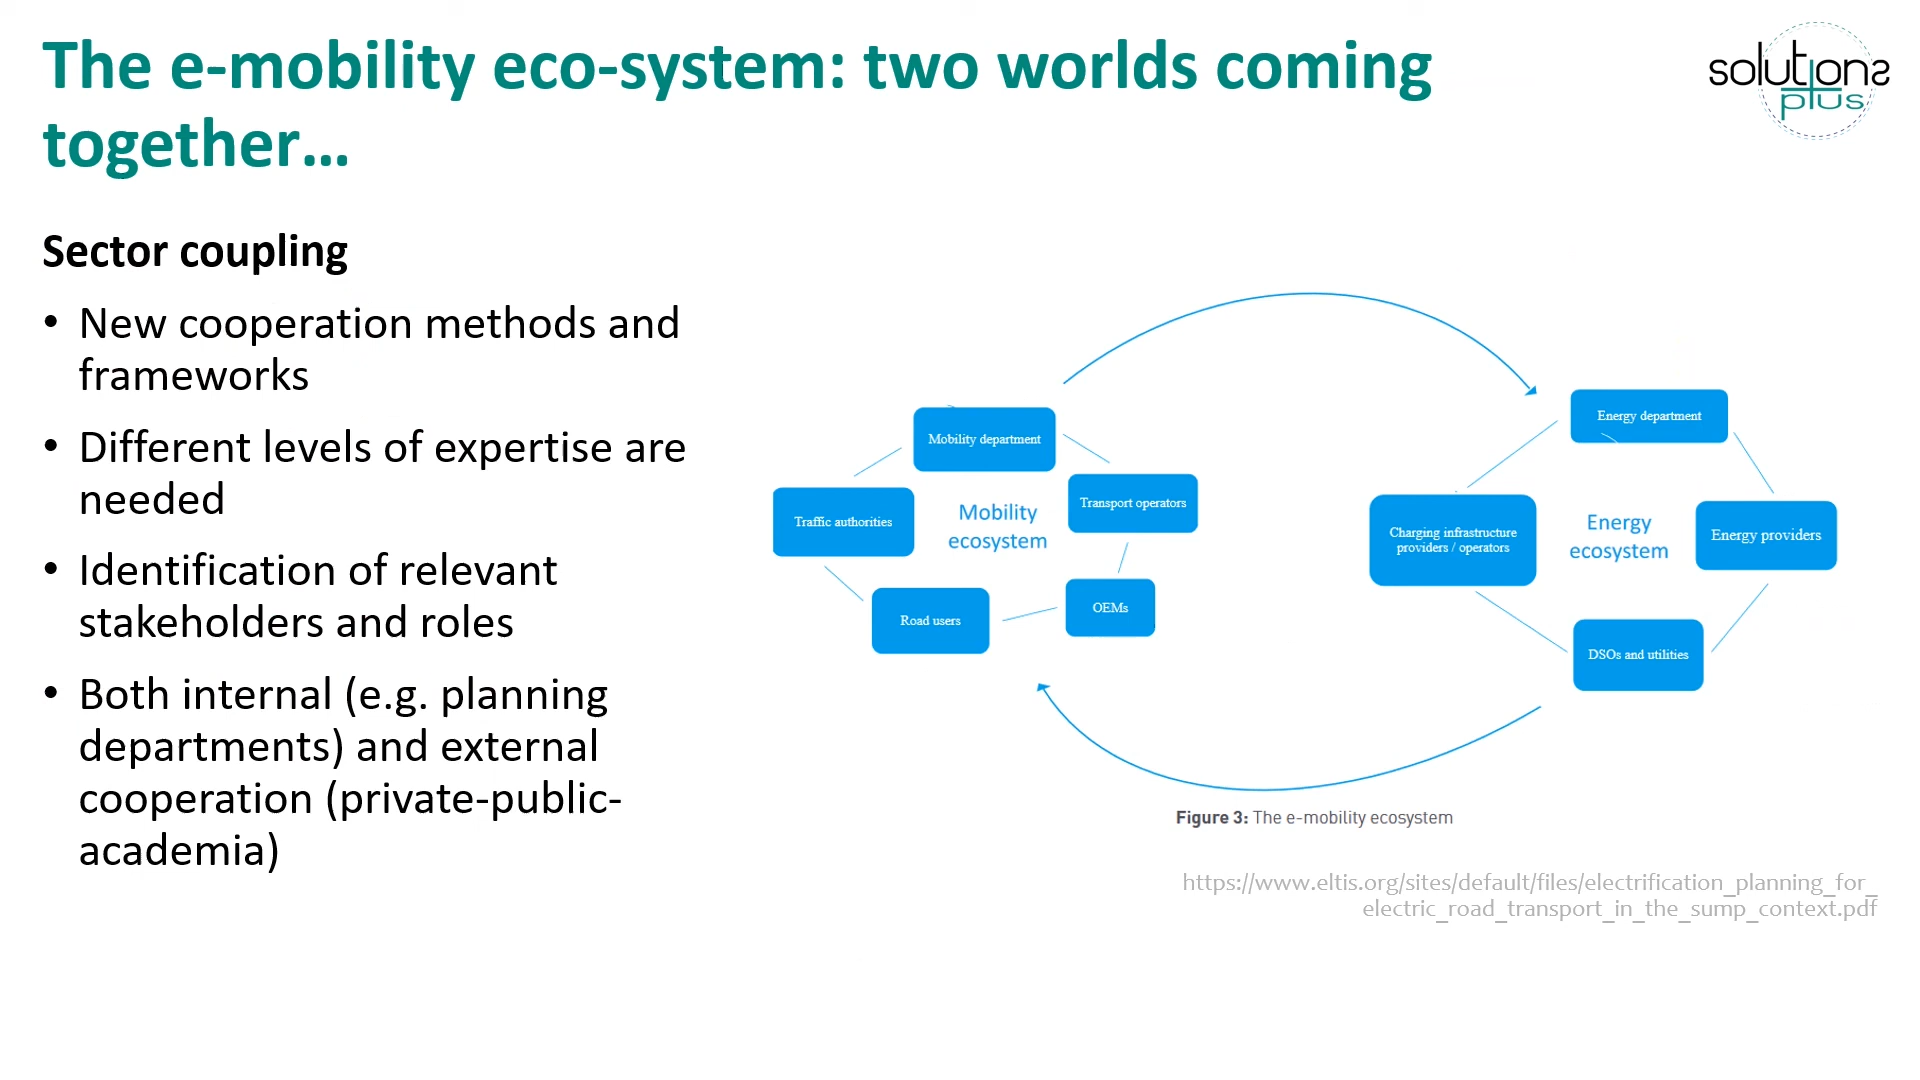 The e-mobility eco-system: two worlds coming
together...
solutions
plus
Sector coupling
• New cooperation methods and
frameworks
• Different levels of expertise are
needed
• Identification of relevant
stakeholders and roles
• Both internal (e.g. planning
departments) and external
cooperation (private-public-
academia)
Mobility department
Traffic authorities
Transport operators
Mobility
ecosystem
Road users
OEMs
Energy department
Charging infrastructure
providers / operators
Energy
ecosystem
Energy providers
DSOs and utilities
Figure 3: The e-mobility ecosystem
https://www.eltis.org/sites/default/files/electrification_planning_for_
electric_road_transport_in_the_sump_context.pdf